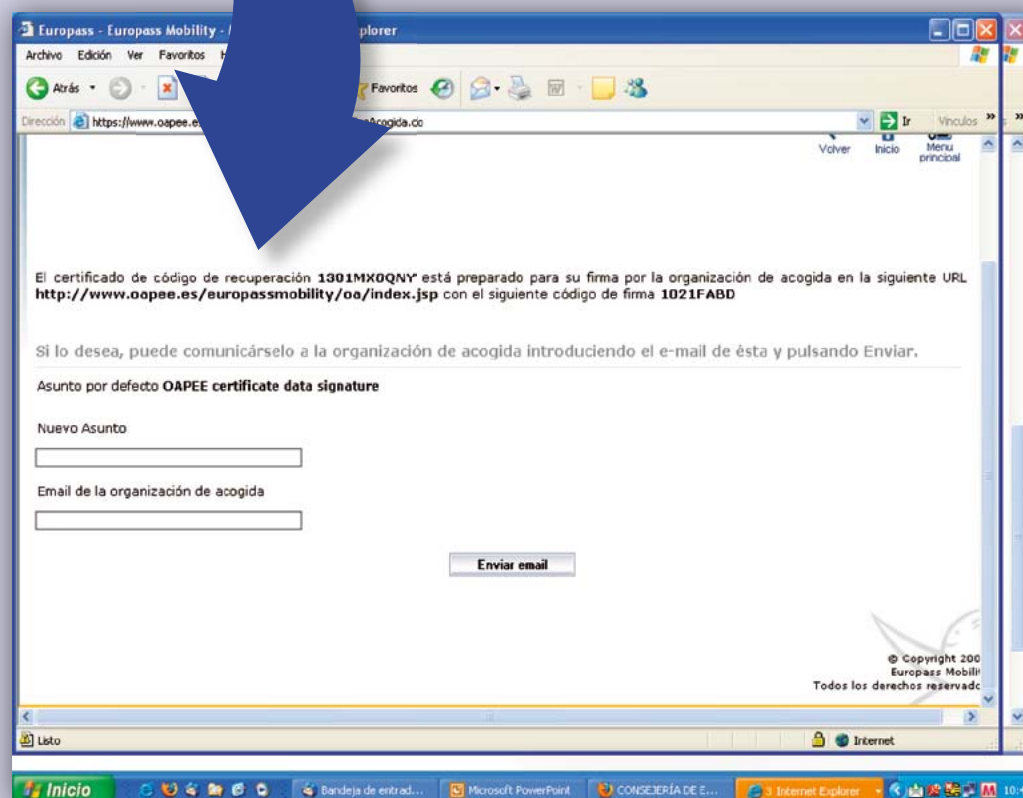 Europass - Europass Mobility - plorer
Archivo Edición Ver Favoritos
Atrás Favoritos
Dirección https://www.oapee.e Acogida.do Ir Vínculos
Volver Inicio Menu
principal
El certificado de código de recuperación 1301MX0QNY está preparado para su firma por la organización de acogida en la siguiente URL
http://www.oapee.es/europassmobility/oa/index.jsp con el siguiente código de firma 1021FABD
Si lo desea, puede comunicárselo a la organización de acogida introduciendo el e-mail de ésta y pulsando Enviar.
Asunto por defecto OAPEE certificate data signature
Nuevo Asunto
Email de la organización de acogida
Enviar email
© Copyright 200
Europass Mobili
Todos los derechos reservado
Listo Internet
Inicio Bandeja de entrad... Microsoft PowerPoint CONSEJERÍA DE E... 3 Internet Explorer 10:4